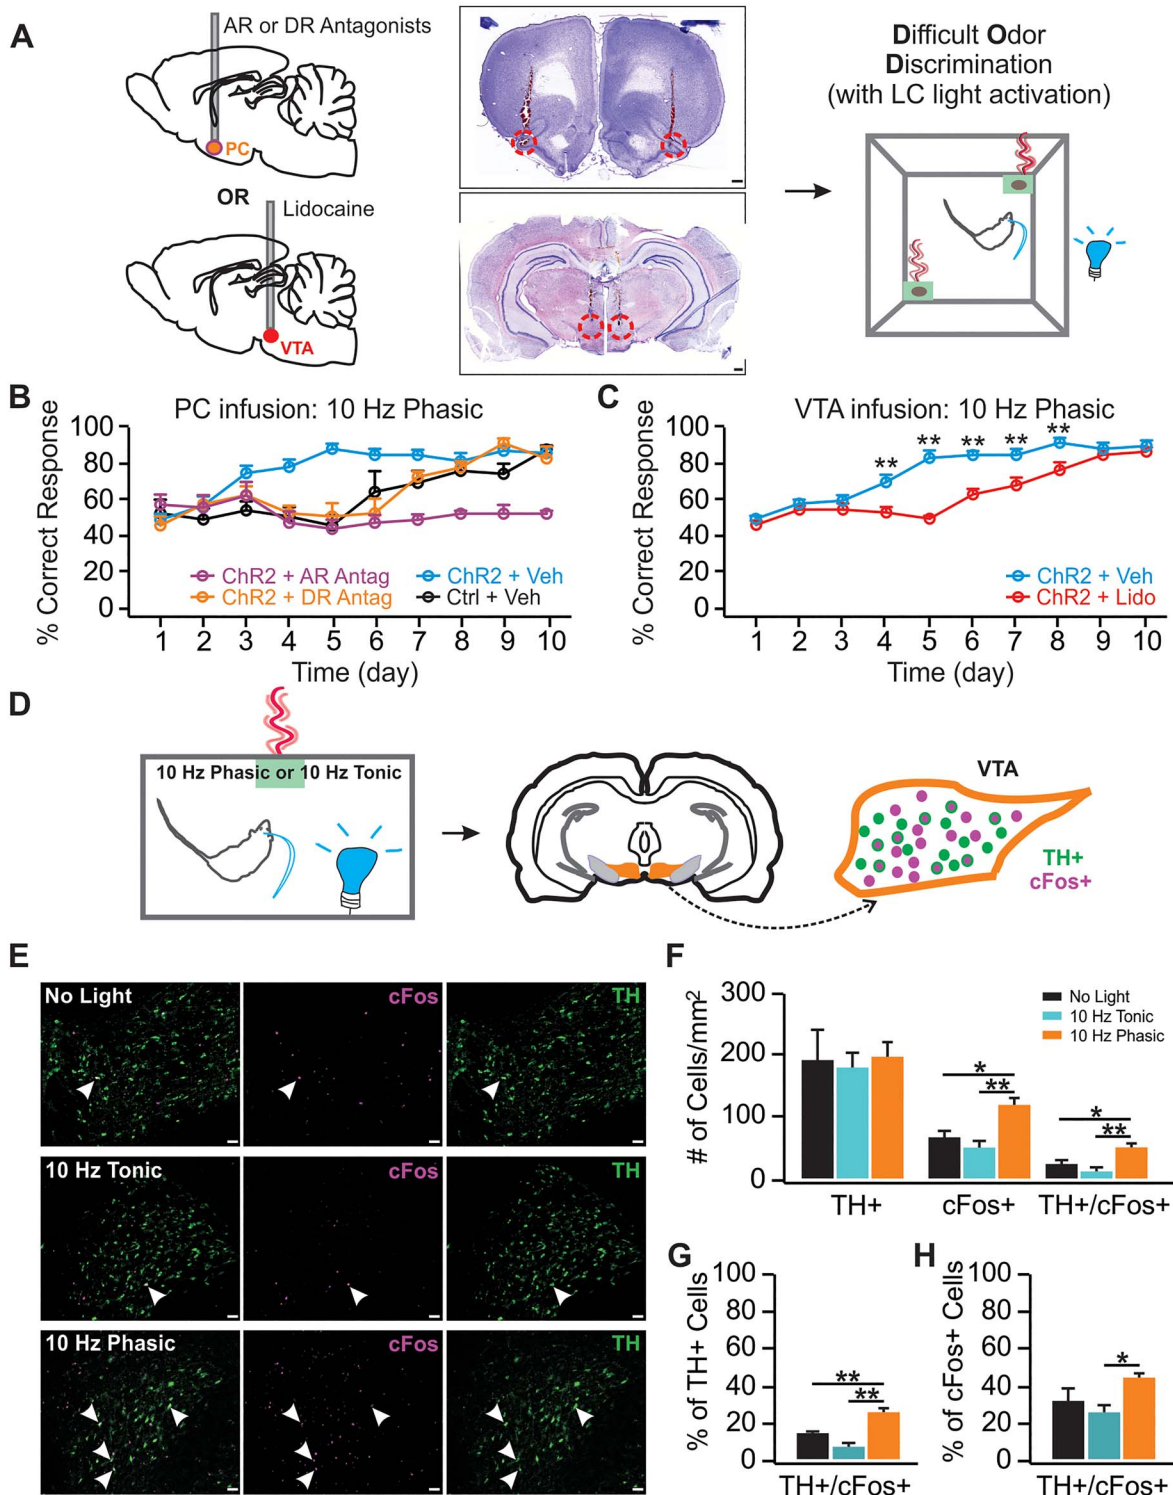 A
AR or DR Antagonists
PC
OR
Lidocaine
VTA
Difficult Odor
Discrimination
(with LC light activation)
B
PC infusion: 10 Hz Phasic
% Correct Response
100
80
60
40
20
0
ChR2 + AR Antag
ChR2 + Veh
ChR2 + DR Antag
Ctrl + Veh
1 2 3 4 5 6 7 8 9 10
Time (day)
C
VTA infusion: 10 Hz Phasic
% Correct Response
100
80
60
40
20
0
** ** ** ** **
ChR2 + Veh
ChR2 + Lido
1 2 3 4 5 6 7 8 9 10
Time (day)
D
10 Hz Phasic or 10 Hz Tonic
VTA
TH+
cFos+
E
No Light
cFos
TH
10 Hz Tonic
cFos
TH
10 Hz Phasic
cFos
TH
F
# of Cells/mm2
300
200
100
0
No Light
10 Hz Tonic
10 Hz Phasic
*
**
*
**
TH+ cFos+ TH+/cFos+
G
% of TH+ Cells
100
80
60
40
20
0
**
**
TH+/cFos+
H
% of cFos+ Cells
100
80
60
40
20
0
*
TH+/cFos+